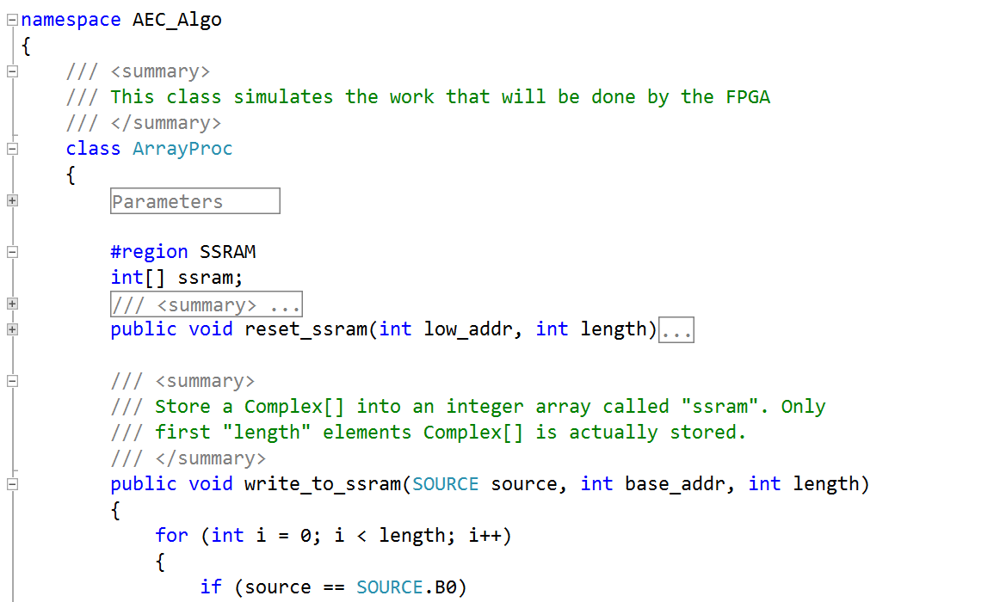 namespace AEC_Algo
{
/// <summary>
/// This class simulates the work that will be done by the FPGA
/// </summary>
class ArrayProc
{
Parameters
#region SSRAM
int[] ssram;
/// <summary> ...
public void reset_ssram(int low_addr, int length)...
/// <summary>
/// Store a Complex[] into an integer array called "ssram". Only
/// first "length" elements Complex[] is actually stored.
/// </summary>
public void write_to_ssram(SOURCE source, int base_addr, int length)
{
for (int i = 0; i < length; i++)
{
if (source == SOURCE.B0)